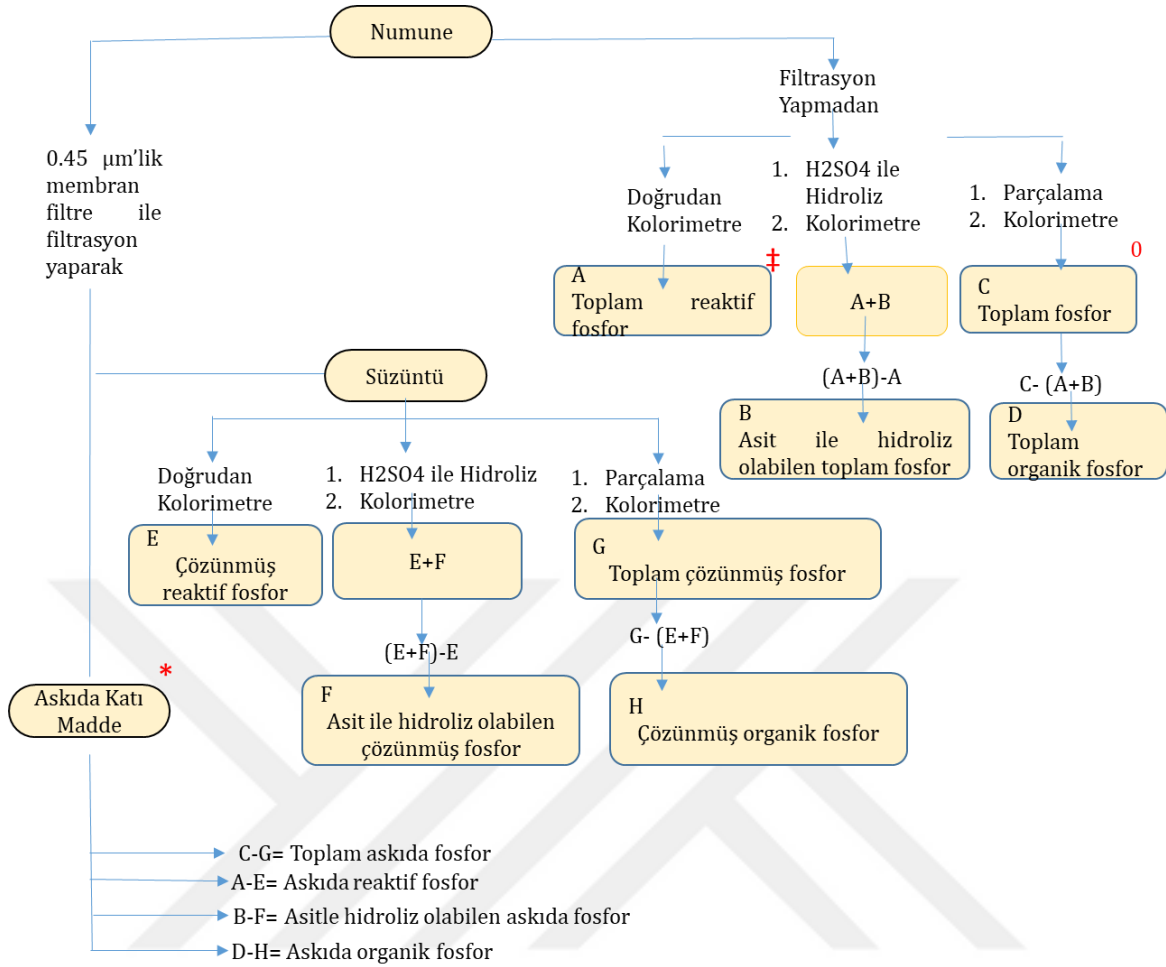 Numune
Filtrasyon
Yapmadan
0.45 µm’lik
membran
filtre ile
filtrasyon
yaparak
Doğrudan
Kolorimetre
1. H2SO4 ile
Hidroliz
2. Kolorimetre
1. Parçalama
2. Kolorimetre
‡
0
A
Toplam reaktif
fosfor
A+B
C
Toplam fosfor
(A+B)-A
C- (A+B)
B
Asit ile hidroliz
olabilen toplam fosfor
D
Toplam
organik fosfor
Süzüntü
Doğrudan
Kolorimetre
1. H2SO4 ile Hidroliz
2. Kolorimetre
1. Parçalama
2. Kolorimetre
E
Çözünmüş
reaktif fosfor
E+F
G
Toplam çözünmüş fosfor
(E+F)-E
G- (E+F)
*
Askıda Katı
Madde
F
Asit ile hidroliz olabilen
çözünmüş fosfor
H
Çözünmüş organik fosfor
C-G= Toplam askıda fosfor
A-E= Askıda reaktif fosfor
B-F= Asitle hidroliz olabilen askıda fosfor
D-H= Askıda organik fosfor